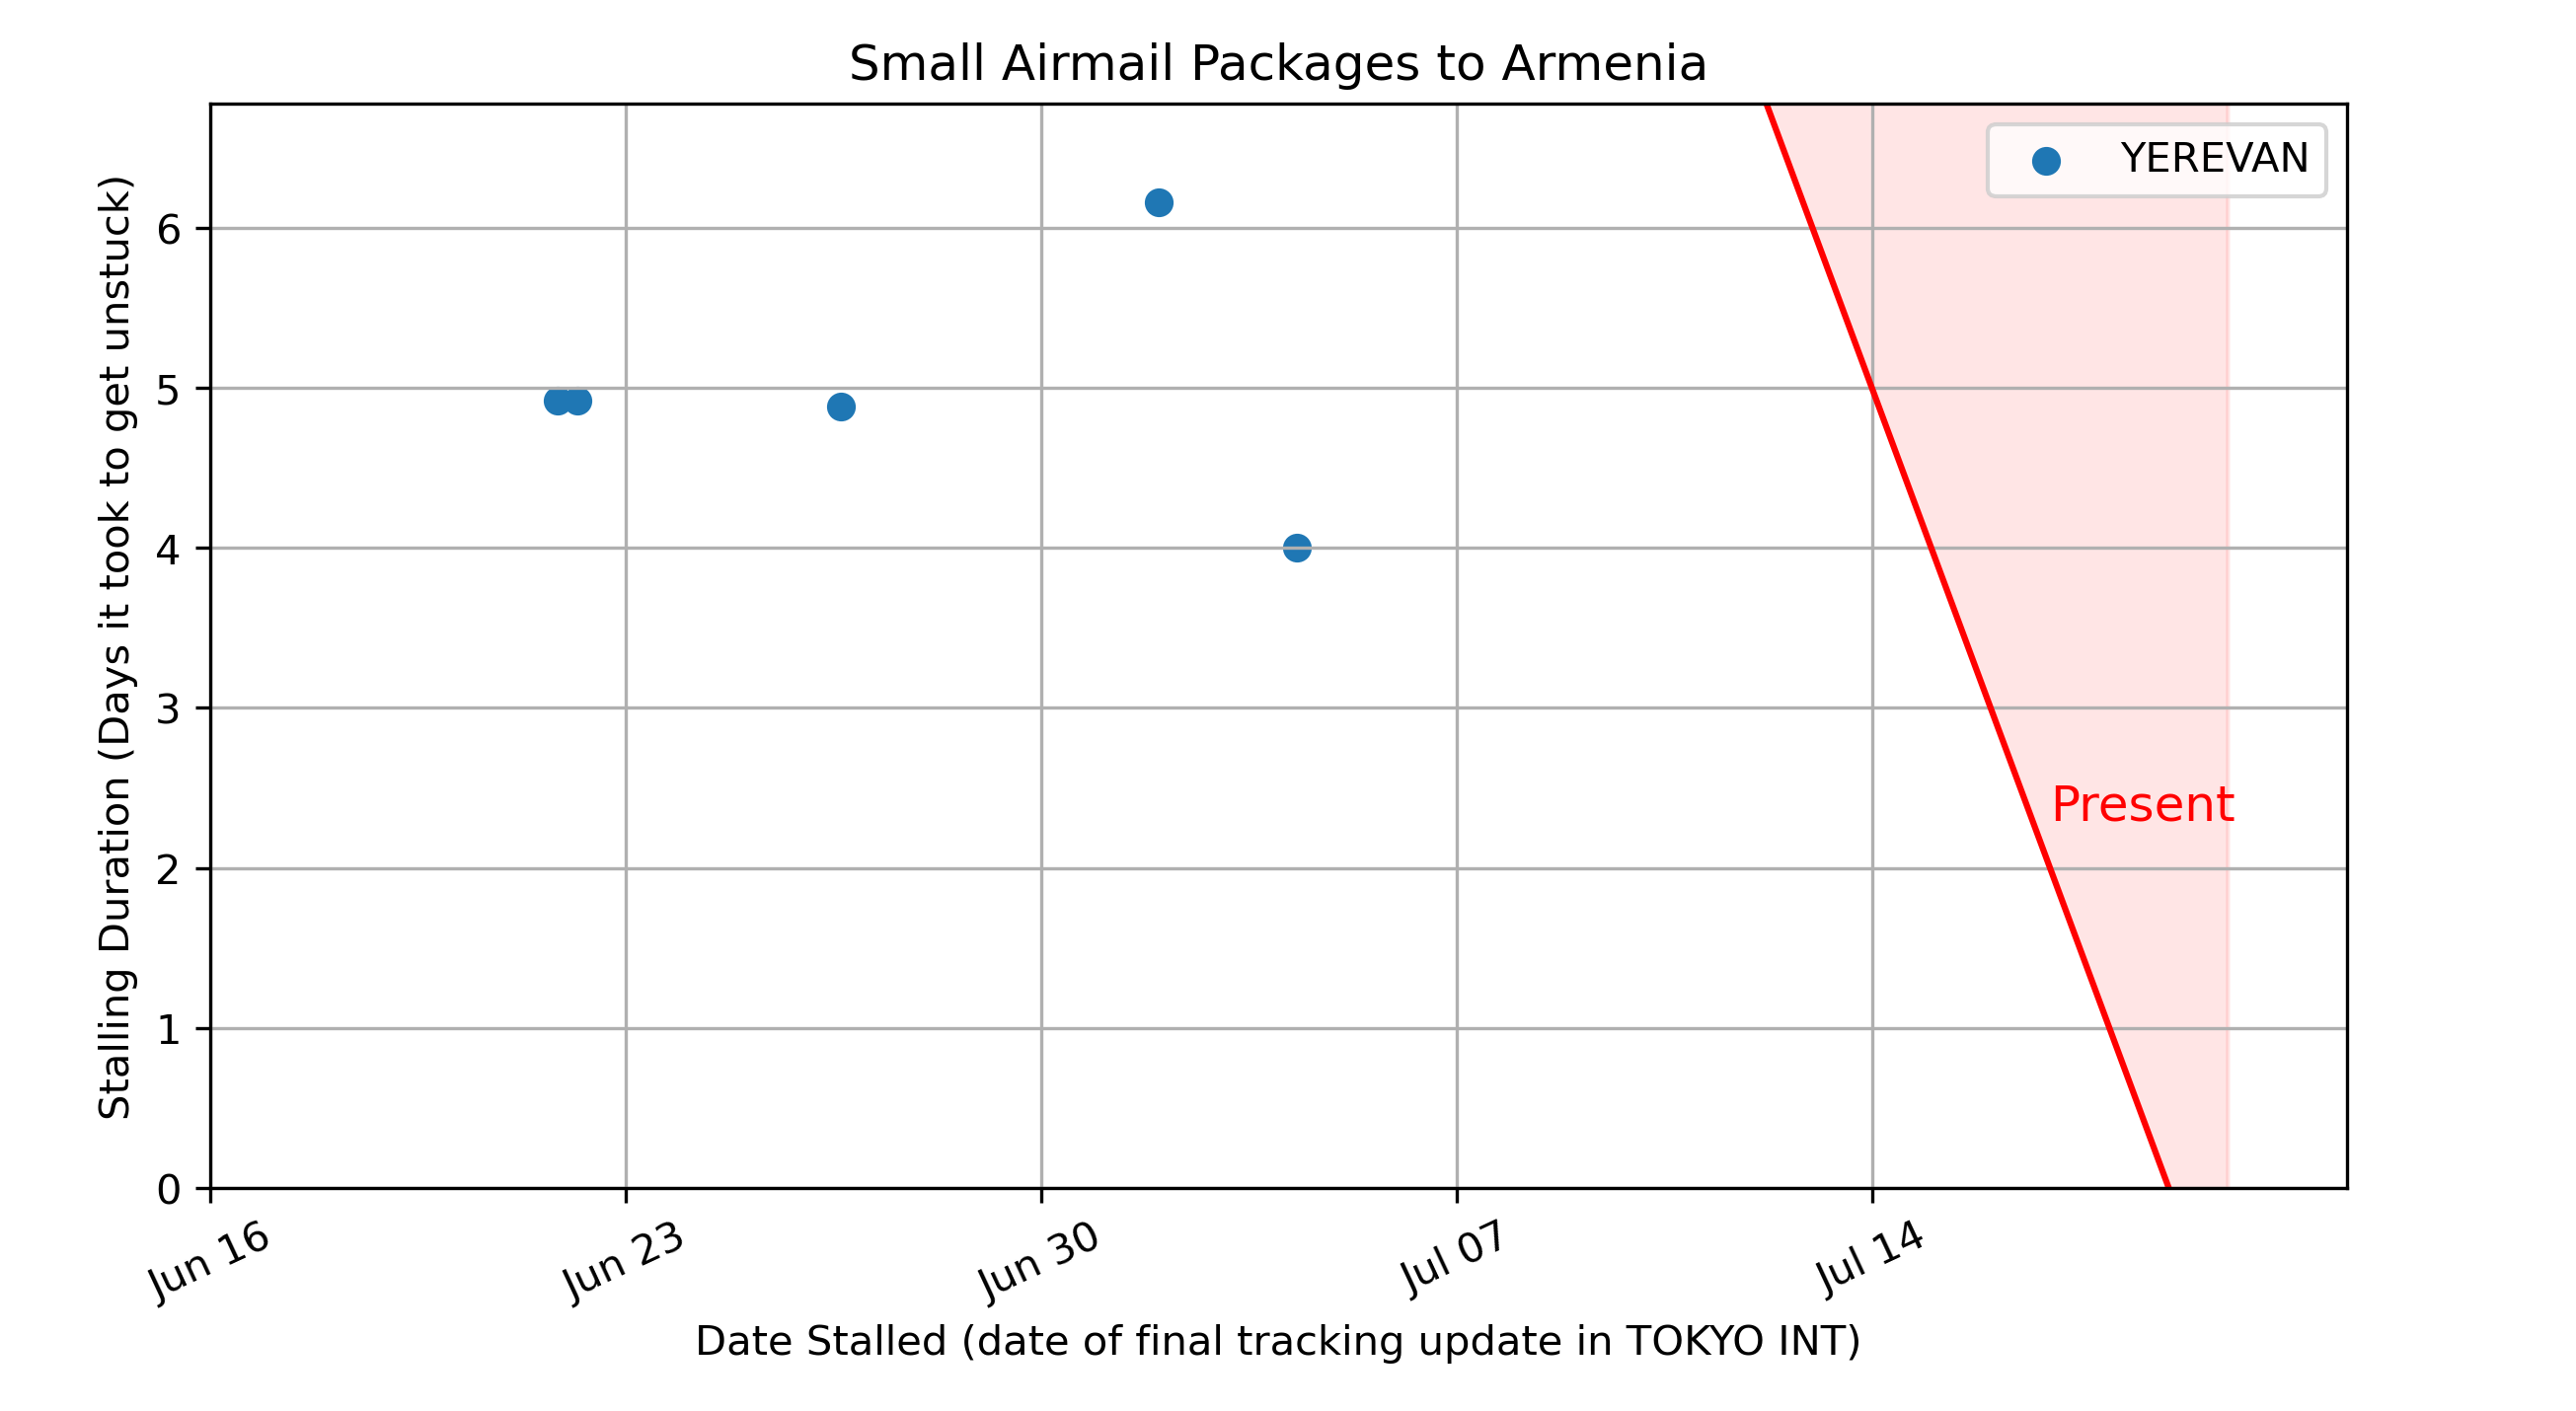 Small Airmail Packages to Armenia
YEREVAN
Stalling Duration (Days it took to get unstuck)
6
5
4
3
2
1
0
Present
Jun 16
Jun 23
Jun 30
Jul 07
Jul 14
Date Stalled (date of final tracking update in TOKYO INT)